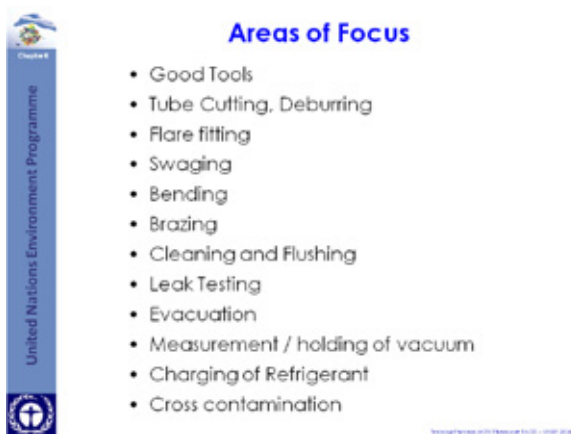 Areas of Focus
Chapter 6
United Nations Environment Programme
• Good Tools
• Tube Cutting, Deburring
• Flare fitting
• Swaging
• Bending
• Brazing
• Cleaning and Flushing
• Leak Testing
• Evacuation
• Measurement / holding of vacuum
• Charging of Refrigerant
• Cross contamination